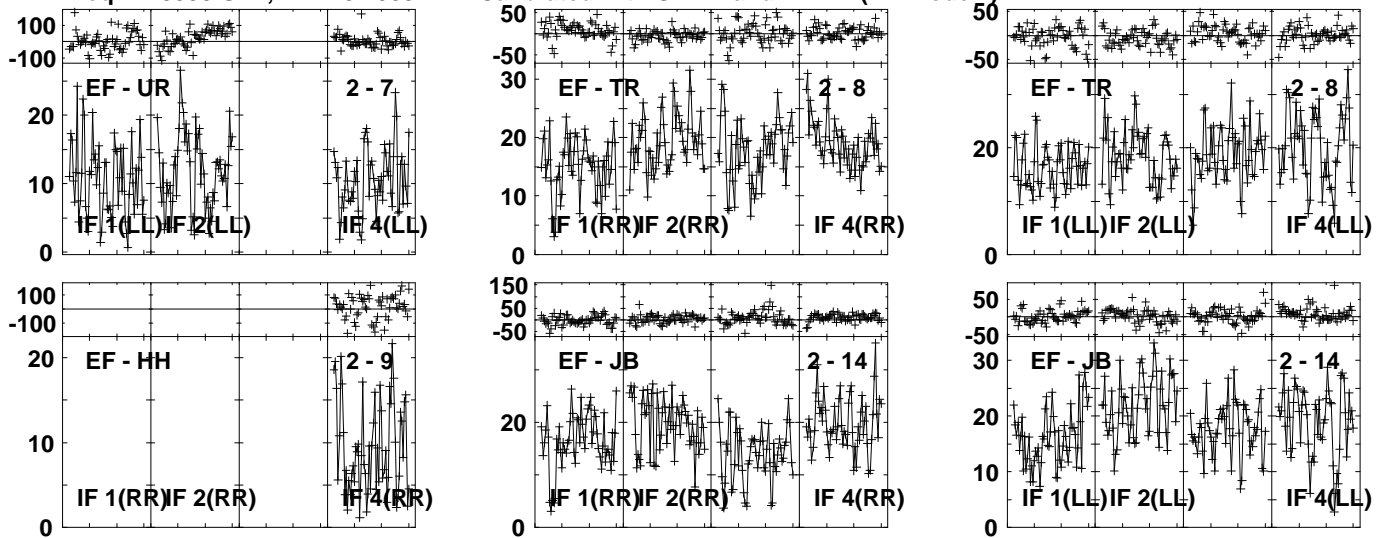 100
-100
EF - UR 2 - 7
20
10
0
IF 1(LL) IF 2(LL) IF 4(LL)
50
-50
EF - TR 2 - 8
30
20
10
0
IF 1(RR) IF 2(RR) IF 4(RR)
50
-50
EF - TR 2 - 8
20
0
IF 1(LL) IF 2(LL) IF 4(LL)
100
-100
EF - HH 2 - 9
20
10
0
IF 1(RR) IF 2(RR) IF 4(RR)
150
50
-50
EF - JB 2 - 14
20
0
IF 1(RR) IF 2(RR) IF 4(RR)
50
-50
EF - JB 2 - 14
30
20
10
0
IF 1(LL) IF 2(LL) IF 4(LL)